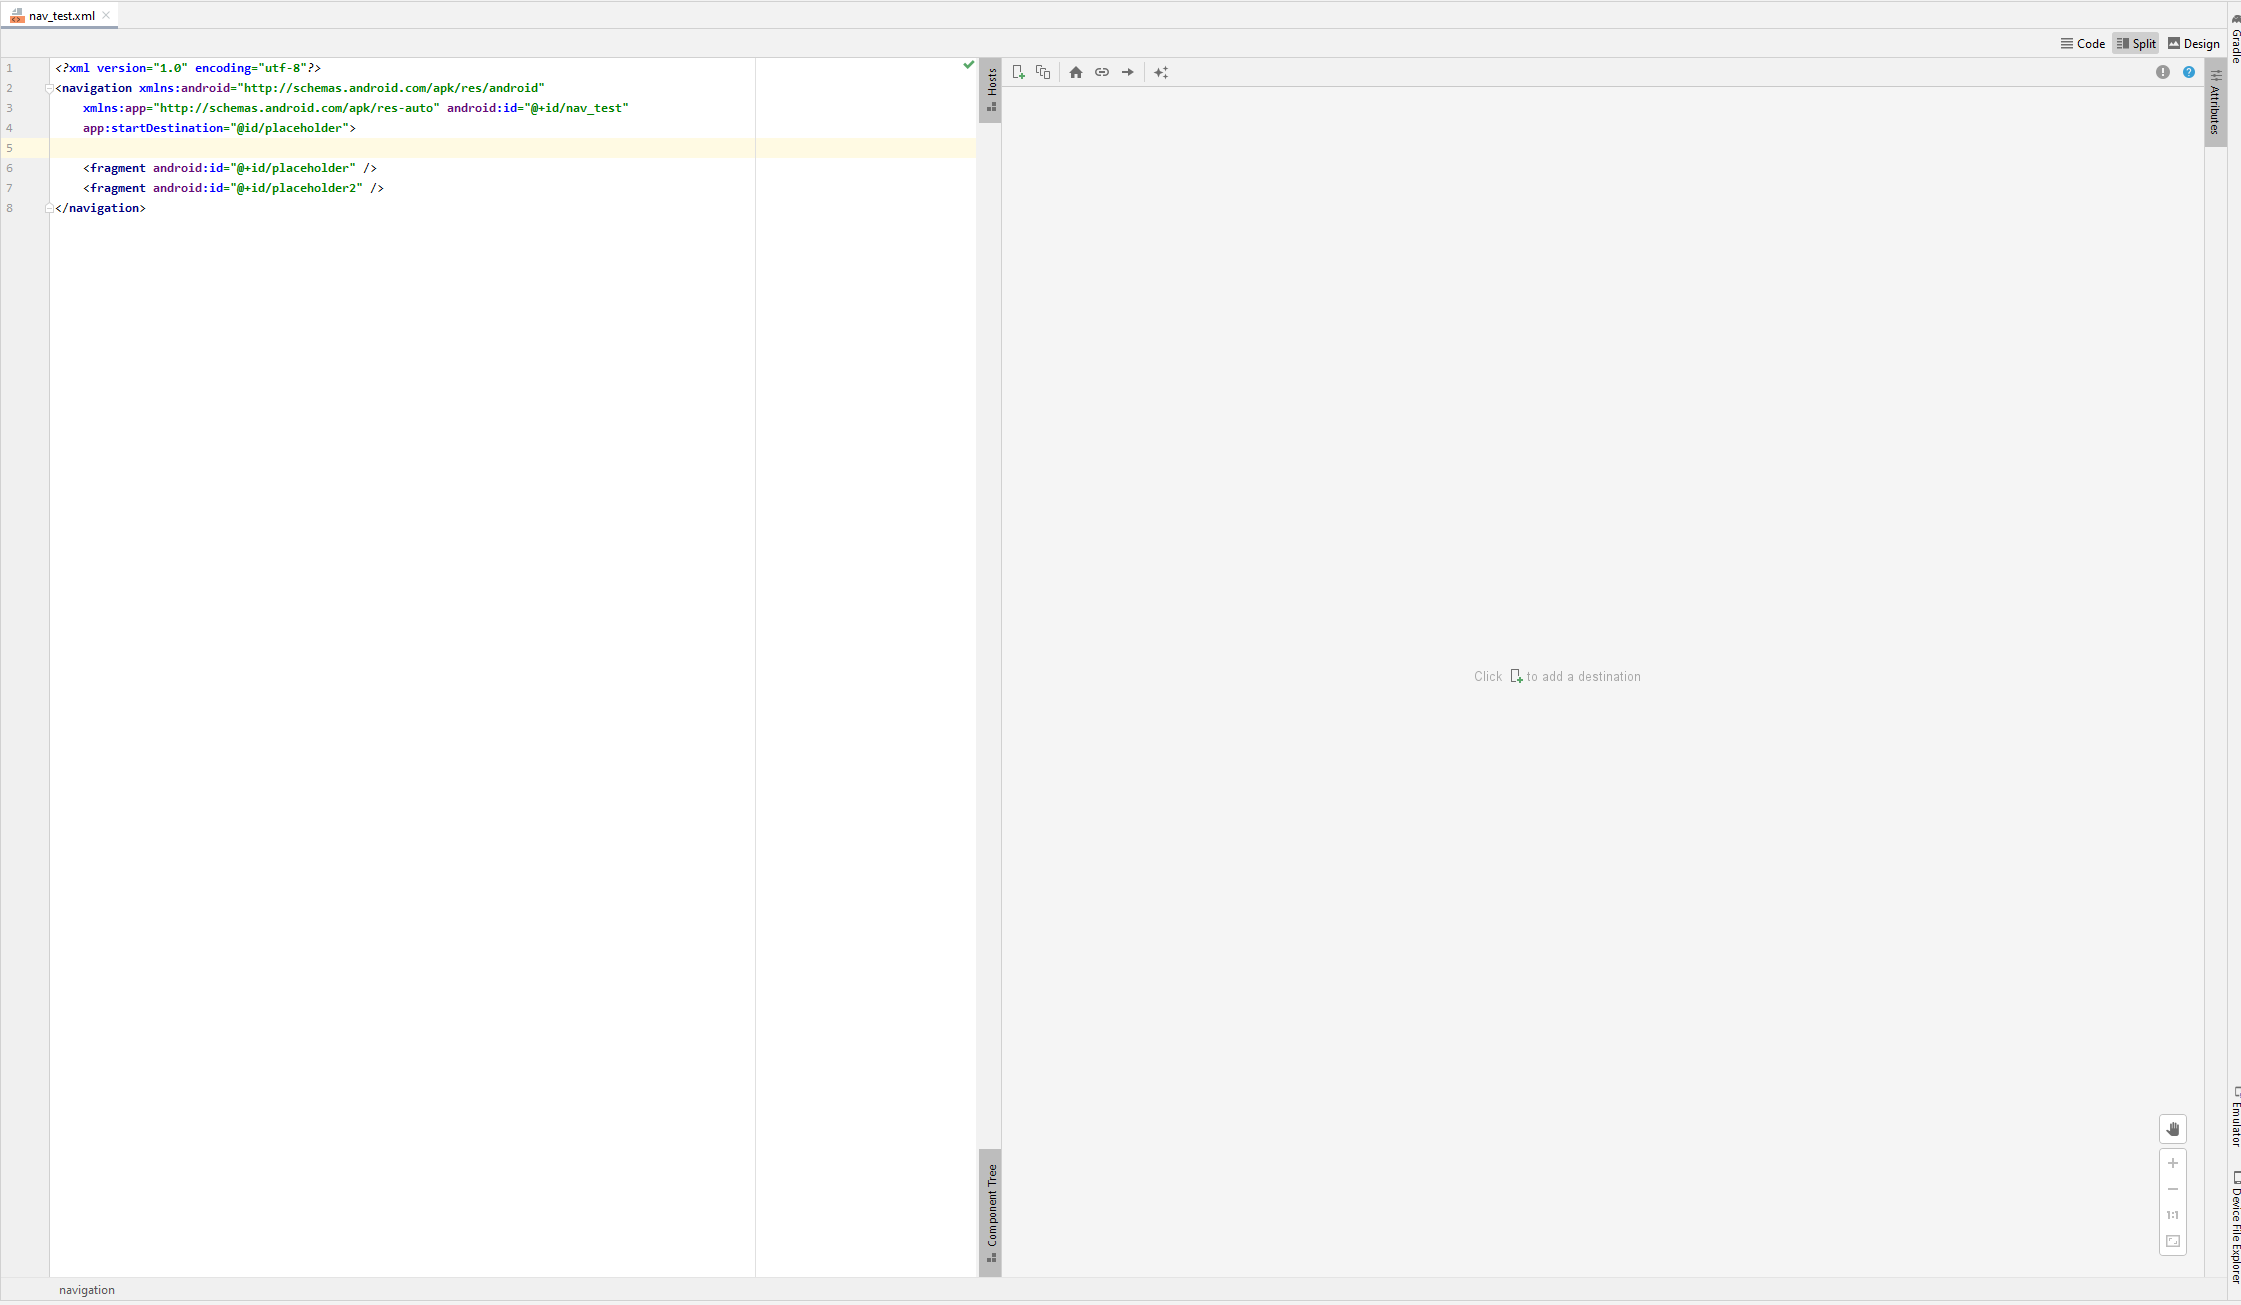 nav_test.xml
Code
Split
Design
1 <?xml version="1.0" encoding="utf-8"?>
2 <navigation xmlns:android="http://schemas.android.com/apk/res/android"
3 xmlns:app="http://schemas.android.com/apk/res-auto" android:id="@+id/nav_test"
4 app:startDestination="@id/placeholder">
5
6 <fragment android:id="@+id/placeholder" />
7 <fragment android:id="@+id/placeholder2" />
8 </navigation>
Hosts
Component Tree
Click to add a destination
Attributes
1:1
Gradle
Emulator
Device File Explorer
navigation